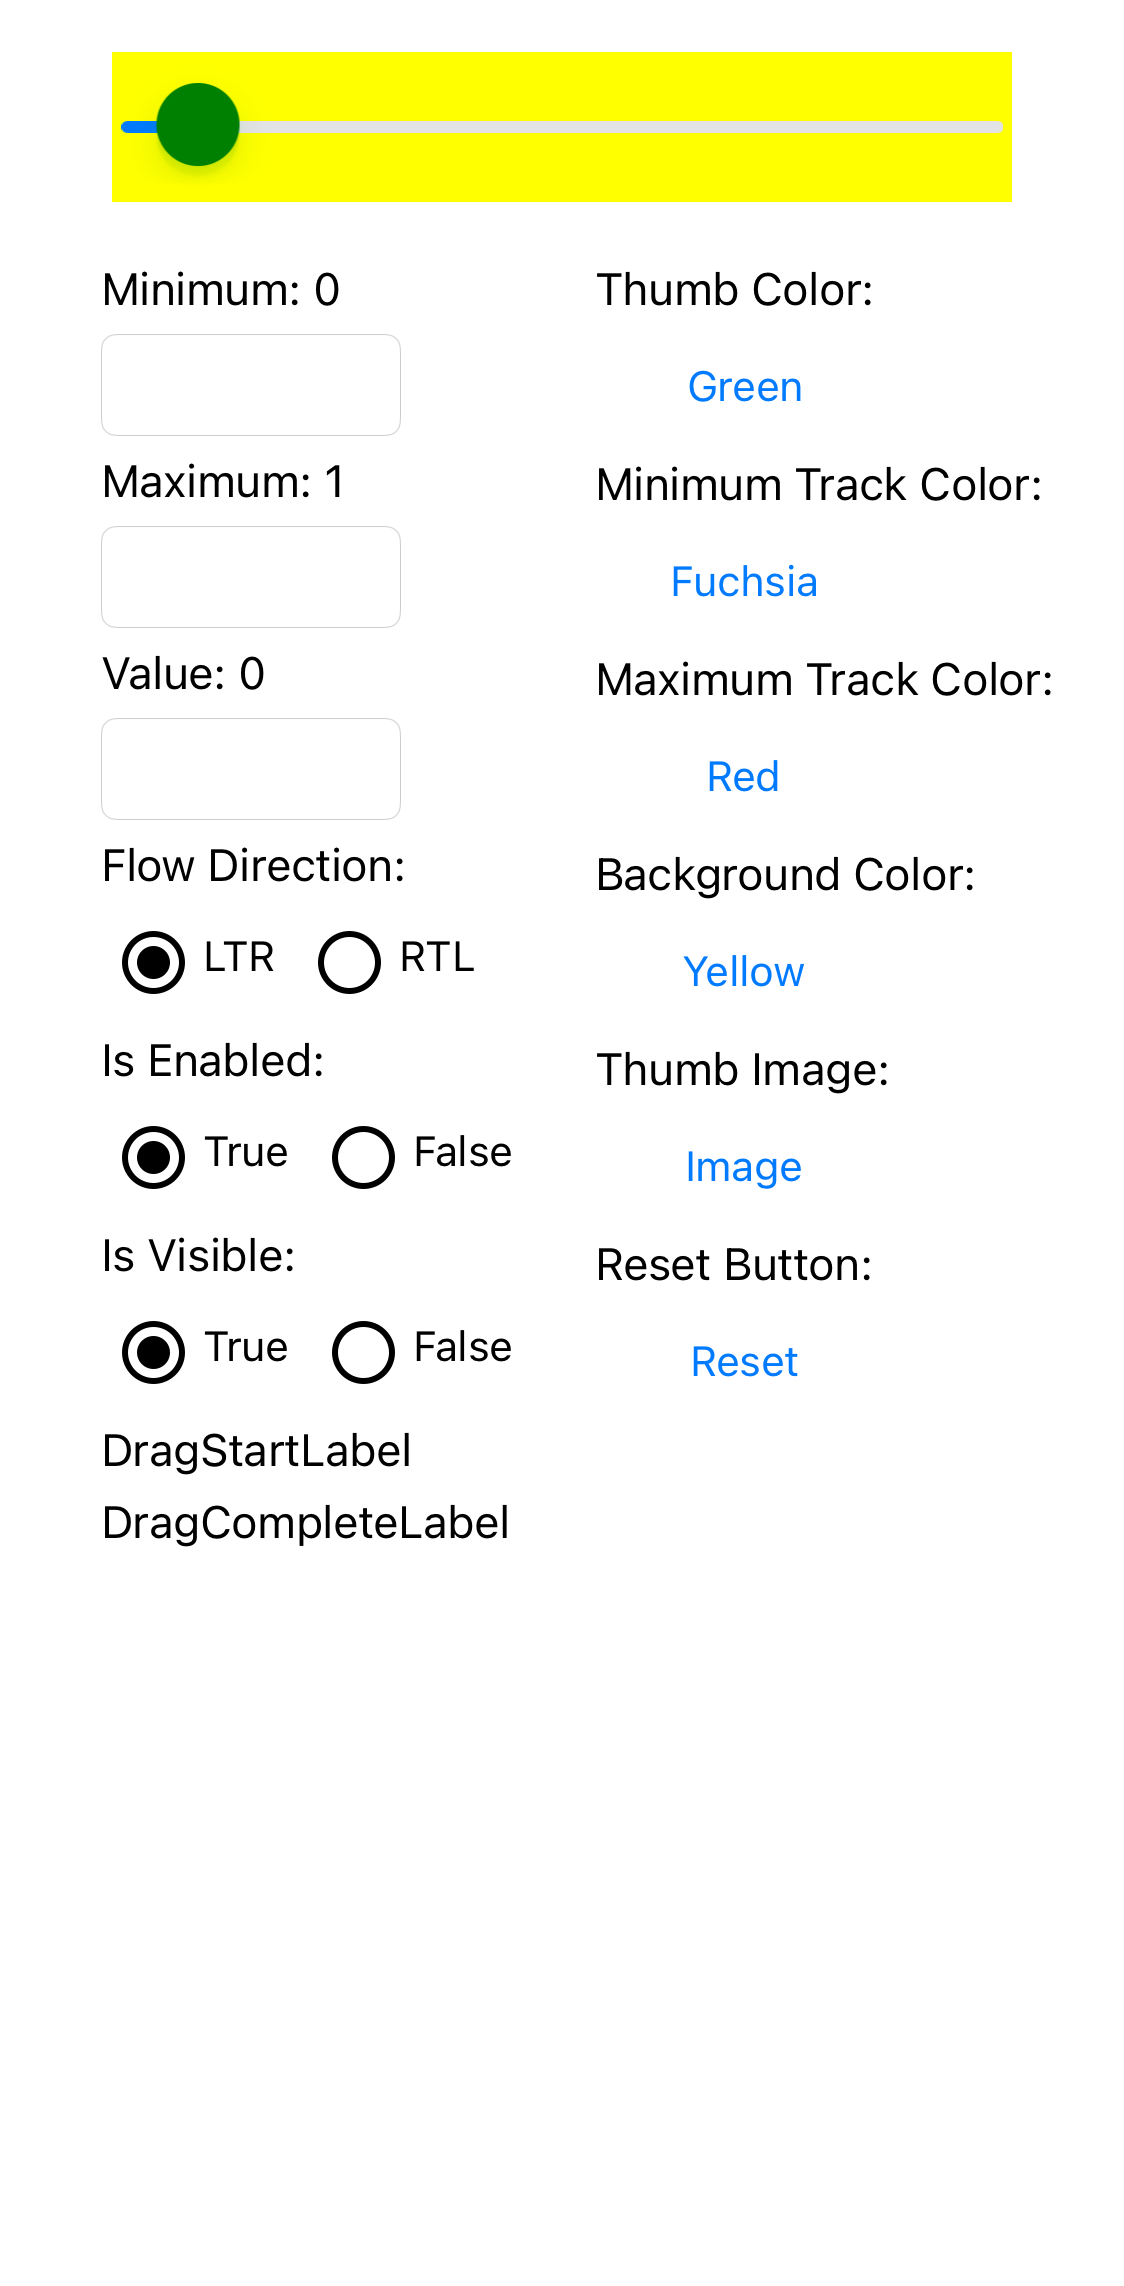 Minimum: 0
Maximum: 1
Value: 0
Flow Direction:
LTR RTL
Is Enabled:
True False
Is Visible:
True False
DragStartLabel
DragCompleteLabel
Thumb Color:
Green
Minimum Track Color:
Fuchsia
Maximum Track Color:
Red
Background Color:
Yellow
Thumb Image:
Image
Reset Button:
Reset